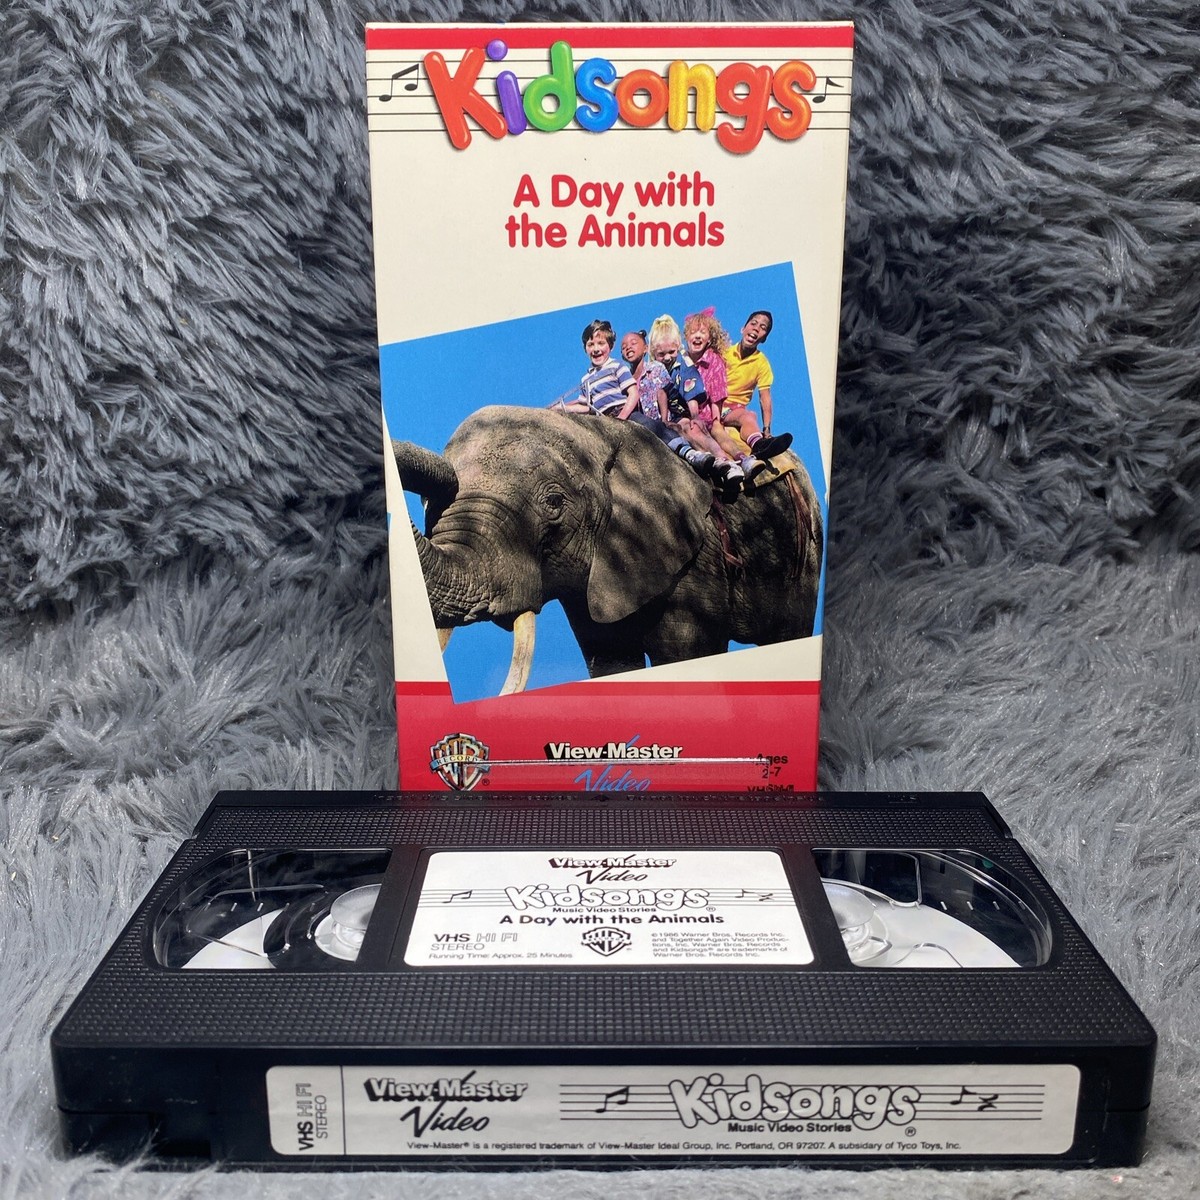 Kidsongs
A Day with
the Animals
RECORDS
View-Master
Video
Ages
2-7
View-Master
Video
Kidsongs®
Music Video Stories
A Day with the Animals
VHS HI FI
STEREO
Running Time: Approx. 25 Minutes
©1986 Warner Bros. Records Inc.
and Together Again Video Produc-
tions, Inc. Warner Bros. Records
and Kidsongs® are trademarks of
Warner Bros. Records Inc.
VHS HI FI
STEREO
View-Master
Video
Kidsongs®
Music Video Stories
View-Master® is a registered trademark of View-Master Ideal Group, Inc. Portland, OR 97207. A subsidiary of Tyco Toys, Inc.